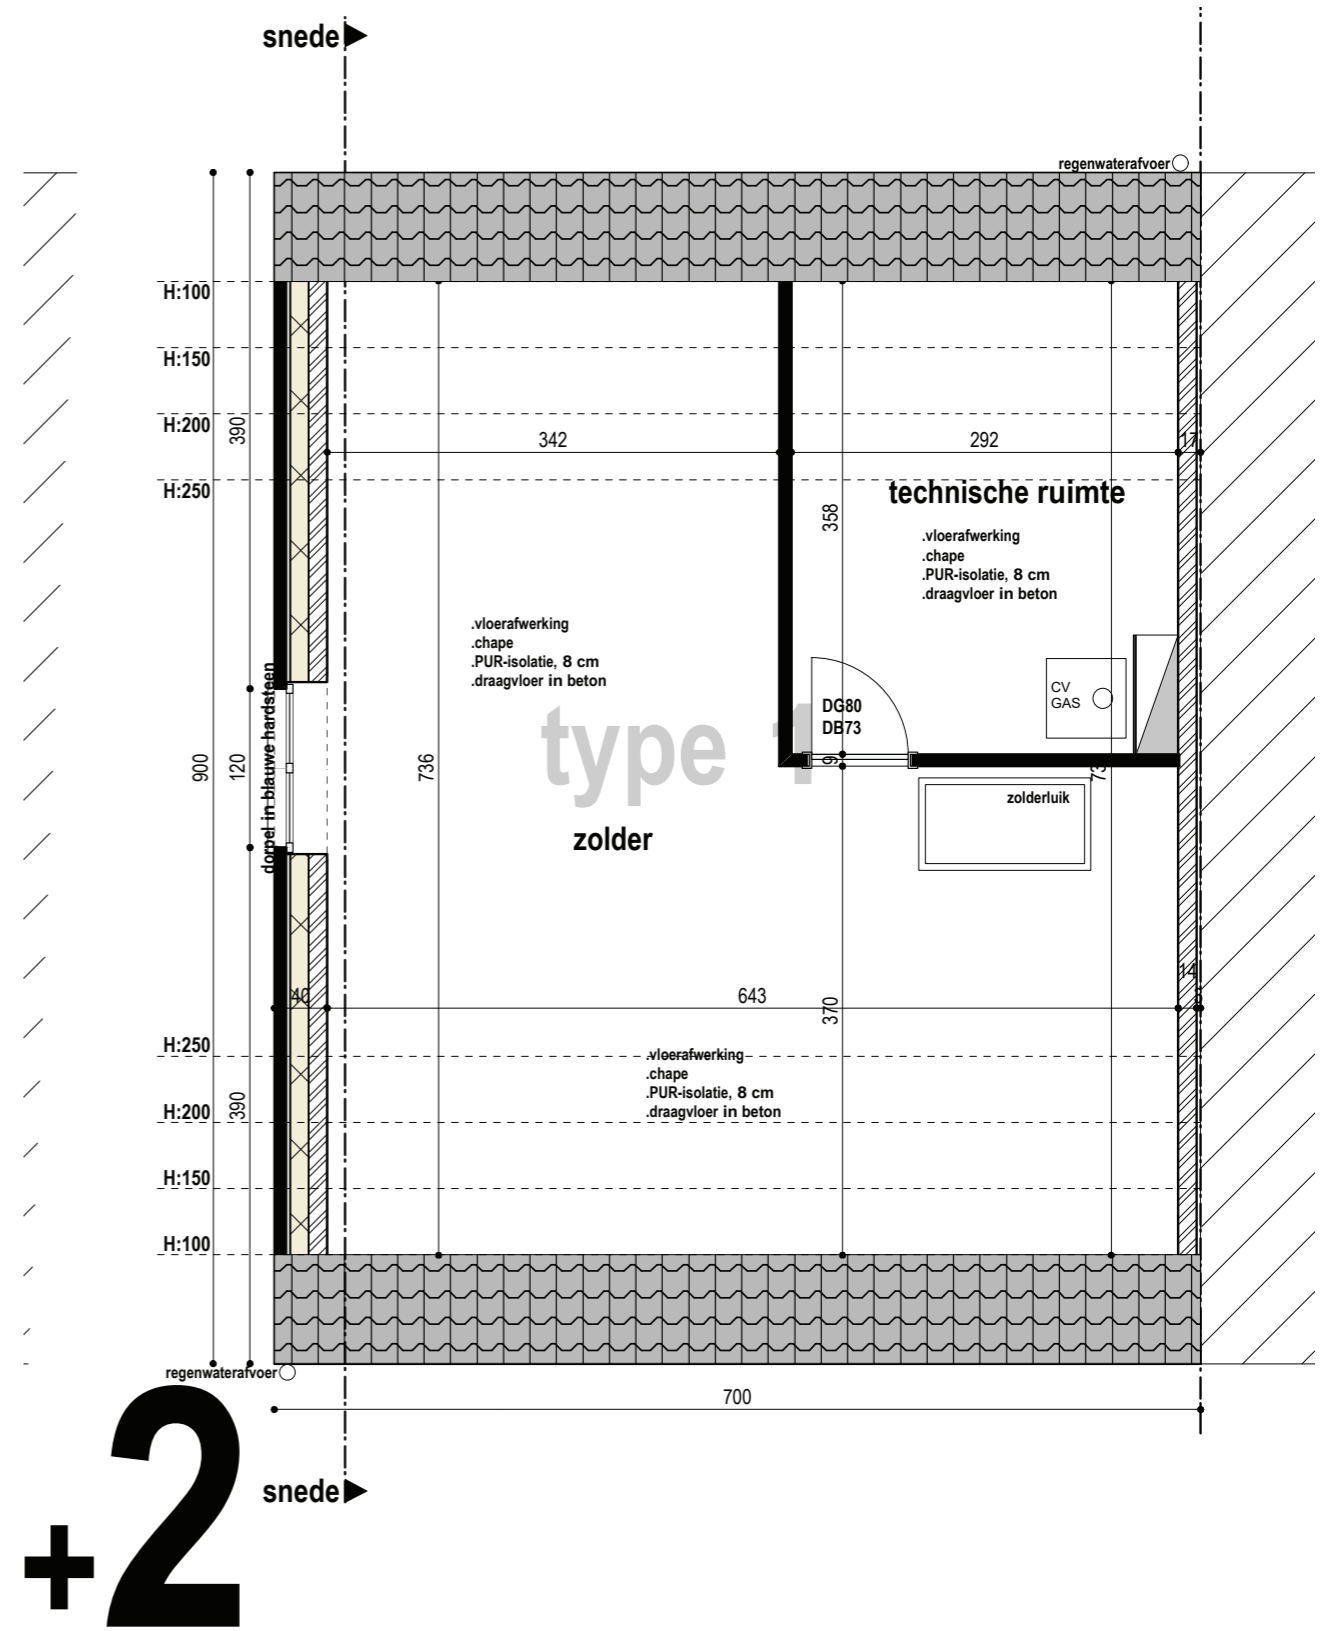 snede
regenwaterafvoer
H:100
H:150
H:200
390
H:250
342
292
17
technische ruimte
358
.vloerafwerking
.chape
.PUR-isolatie, 8 cm
.draagvloer in beton
.vloerafwerking
.chape
.PUR-isolatie, 8 cm
.draagvloer in beton
dorpel in blauwe hardsteen
CV
GAS
DG80
DB73
type 1
900
120
736
9
zolderluik
zolder
40
643
370
14
H:250
.vloerafwerking
.chape
.PUR-isolatie, 8 cm
.draagvloer in beton
H:200
390
H:150
H:100
regenwaterafvoer
700
snede
+2